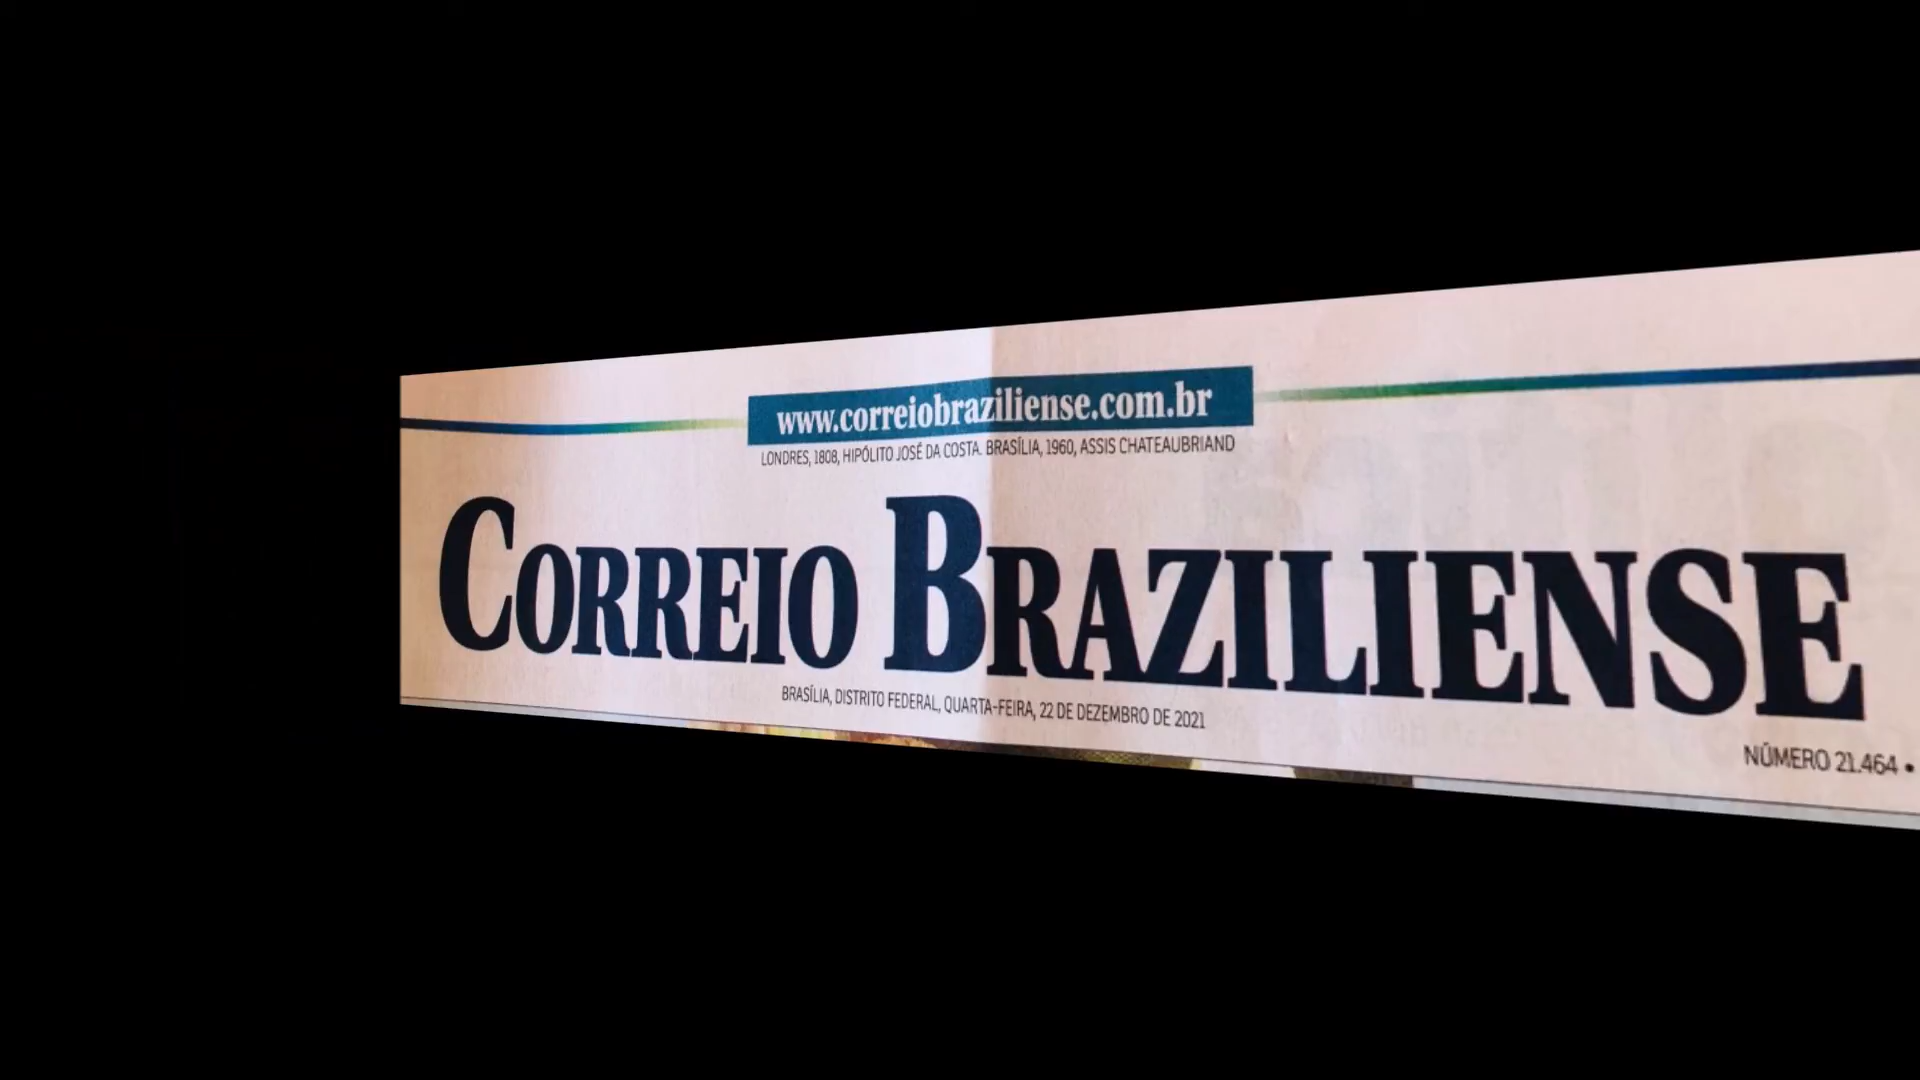 www.correiobraziliense.com.br
LONDRES, 1808, HIPÓLITO JOSÉ DA COSTA. BRASÍLIA, 1960, ASSIS CHATEAUBRIAND
CORREIO BRAZILIENSE
BRASÍLIA, DISTRITO FEDERAL, QUARTA-FEIRA, 22 DE DEZEMBRO DE 2021
NÚMERO 21.464 •